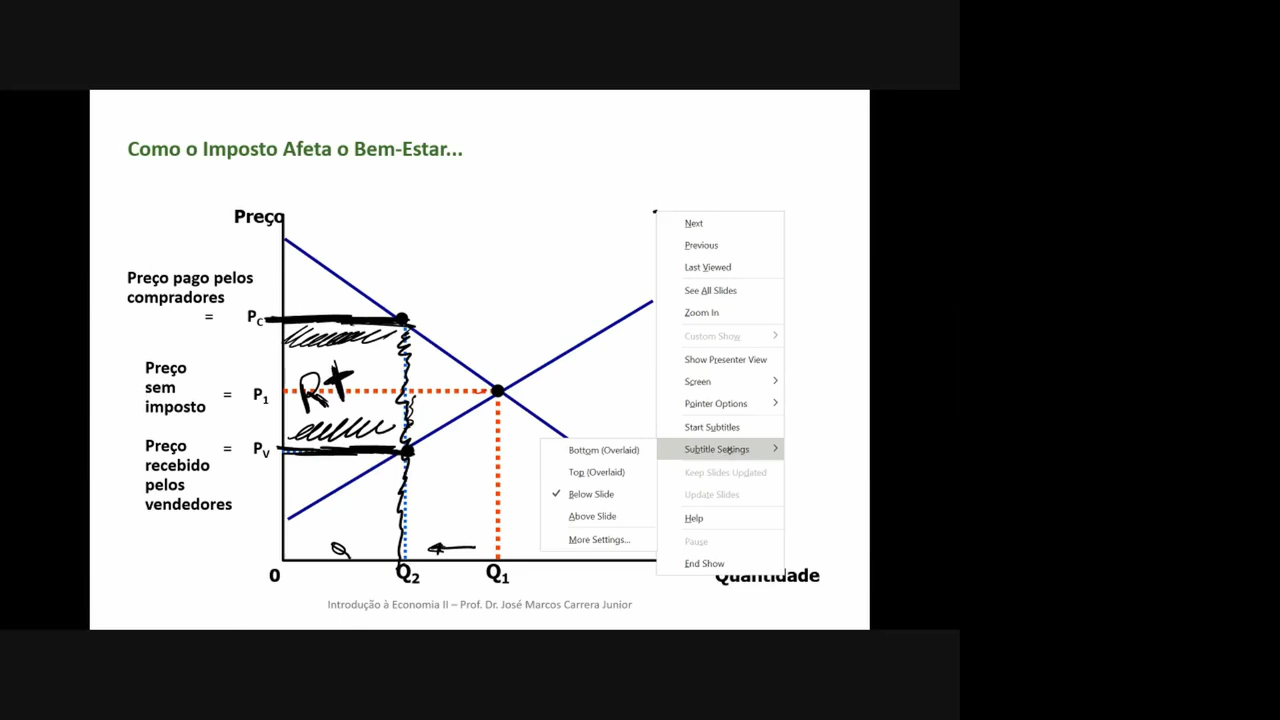 Como o Imposto Afeta o Bem-Estar...
Preço
Preço pago pelos
compradores
= PC
Preço
sem
imposto
= P1
Preço
recebido
pelos
vendedores
= PV
R+
0
Q2
Q1
Quantidade
Introdução à Economia II – Prof. Dr. José Marcos Carrera Junior
Next
Previous
Last Viewed
See All Slides
Zoom In
Custom Show
Show Presenter View
Screen
Pointer Options
Start Subtitles
Subtitle Settings
Keep Slides Updated
Update Slides
Help
Pause
End Show
Bottom (Overlaid)
Top (Overlaid)
Below Slide
Above Slide
More Settings...